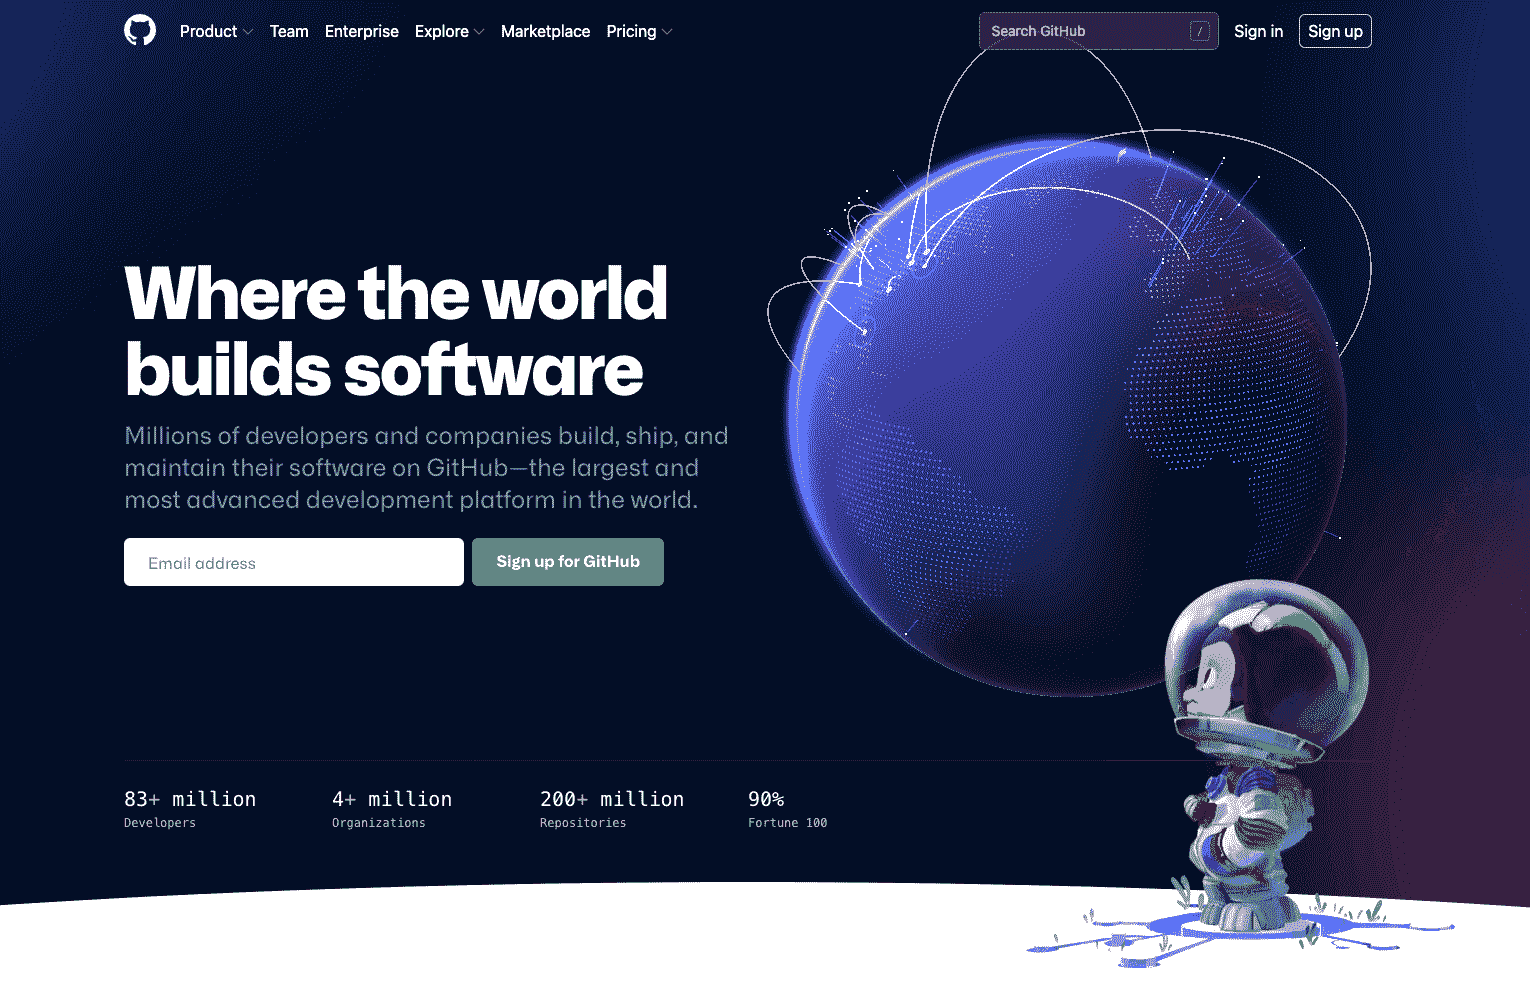 Product Team Enterprise Explore Marketplace Pricing Search GitHub / Sign in Sign up
Where the world
builds software
Millions of developers and companies build, ship, and
maintain their software on GitHub—the largest and
most advanced development platform in the world.
Email address Sign up for GitHub
83+ million 4+ million 200+ million 90%
Developers Organizations Repositories Fortune 100